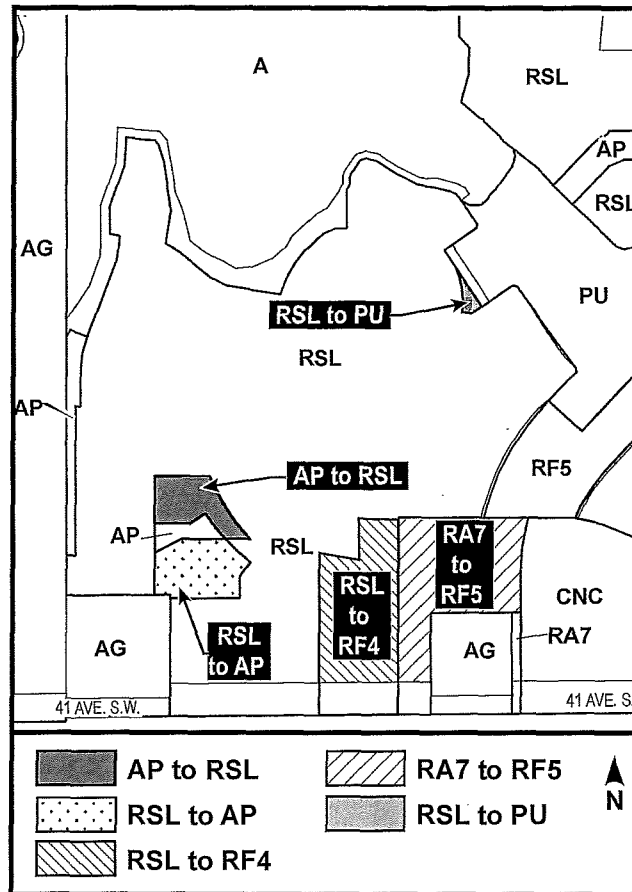 A
RSL
AP
RSL
AG
PU
RSL to PU
RSL
AP
RF5
AP to RSL
AP
RSL
RA7
to
RF5
RSL
to
RF4
CNC
RSL
to AP
AG
AG
RA7
41 AVE. S.W.
41 AVE. S.
AP to RSL
RA7 to RF5
RSL to AP
RSL to PU
N
RSL to RF4